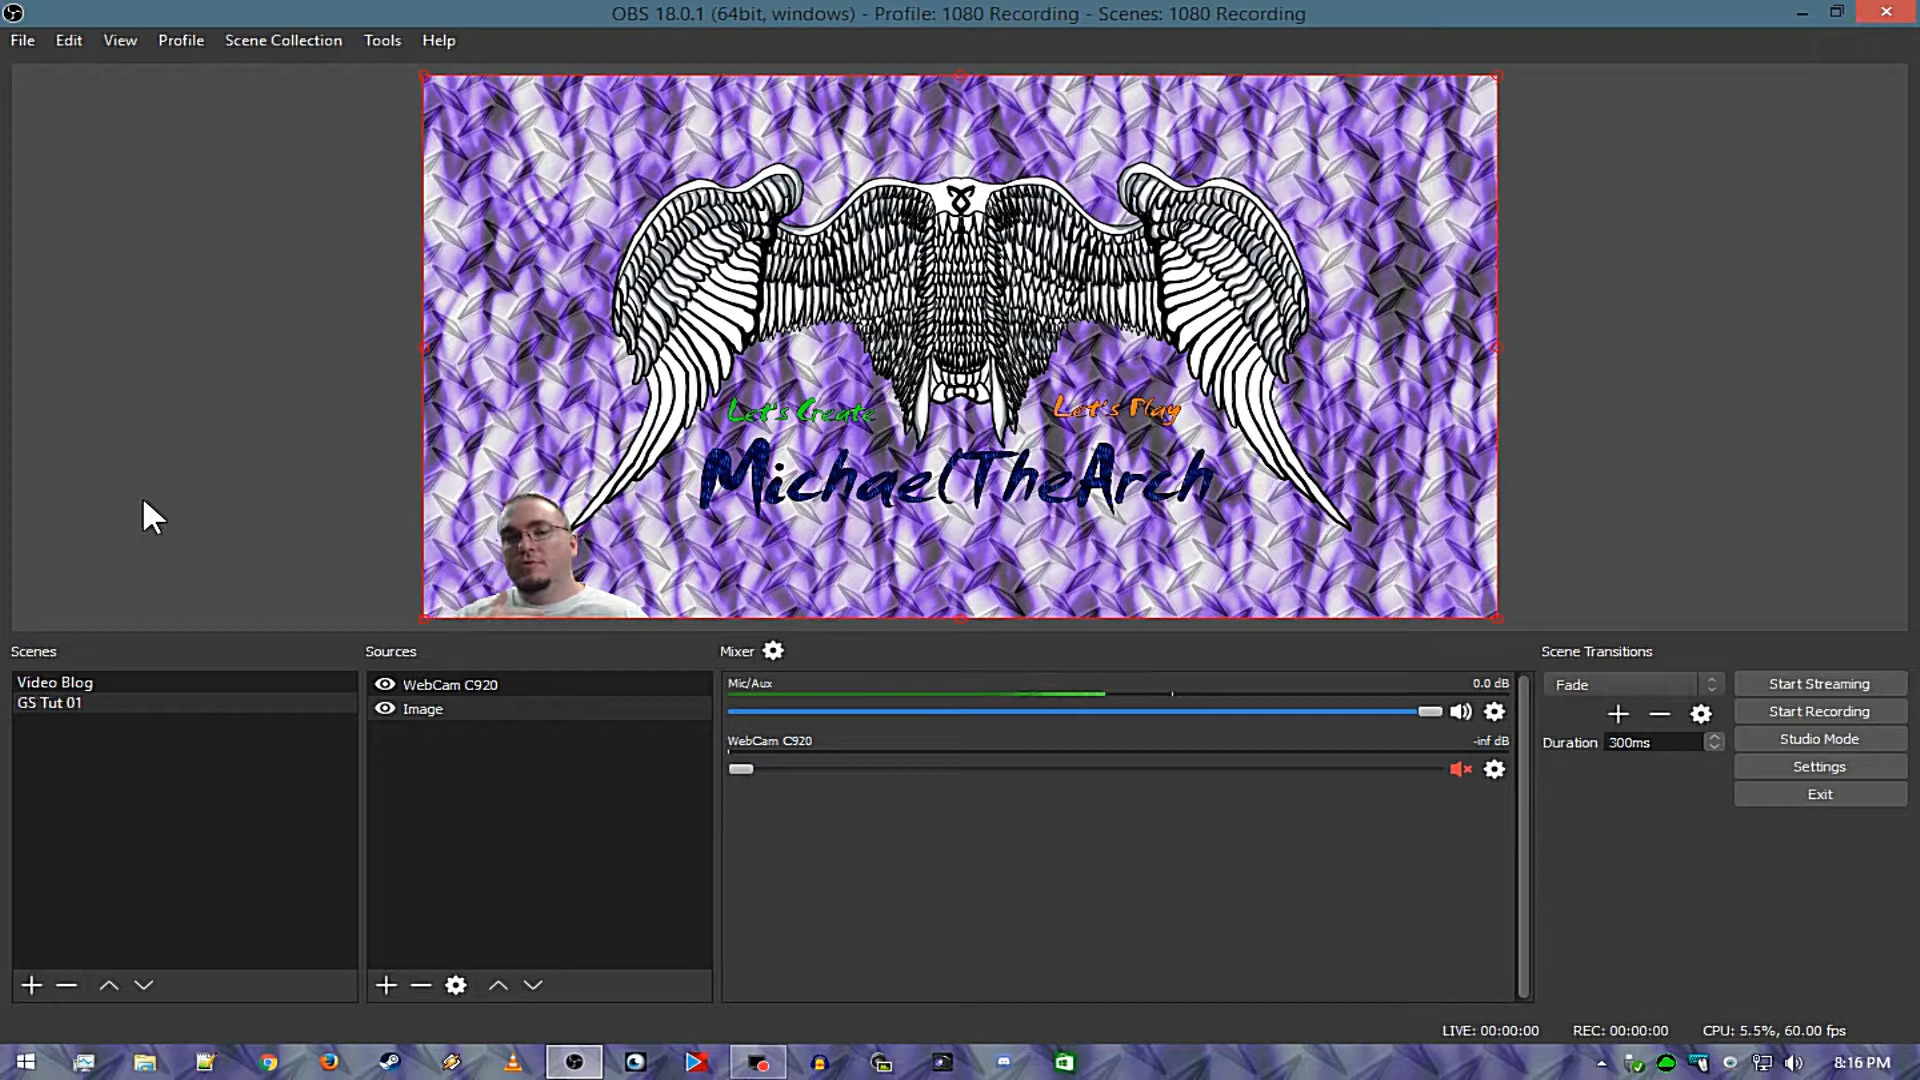 OBS 18.0.1 (64bit, windows) - Profile: 1080 Recording - Scenes: 1080 Recording
File Edit View Profile Scene Collection Tools Help
Let's Create
Let's Play
MichaelTheArch
Scenes
Video Blog
GS Tut 01
Sources
WebCam C920
Image
Mixer
Mic/Aux 0.0 dB
WebCam C920 -inf dB
Scene Transitions
Fade
Duration 300ms
Start Streaming
Start Recording
Studio Mode
Settings
Exit
LIVE: 00:00:00 REC: 00:00:00 CPU: 5.5%, 60.00 fps
8:16 PM